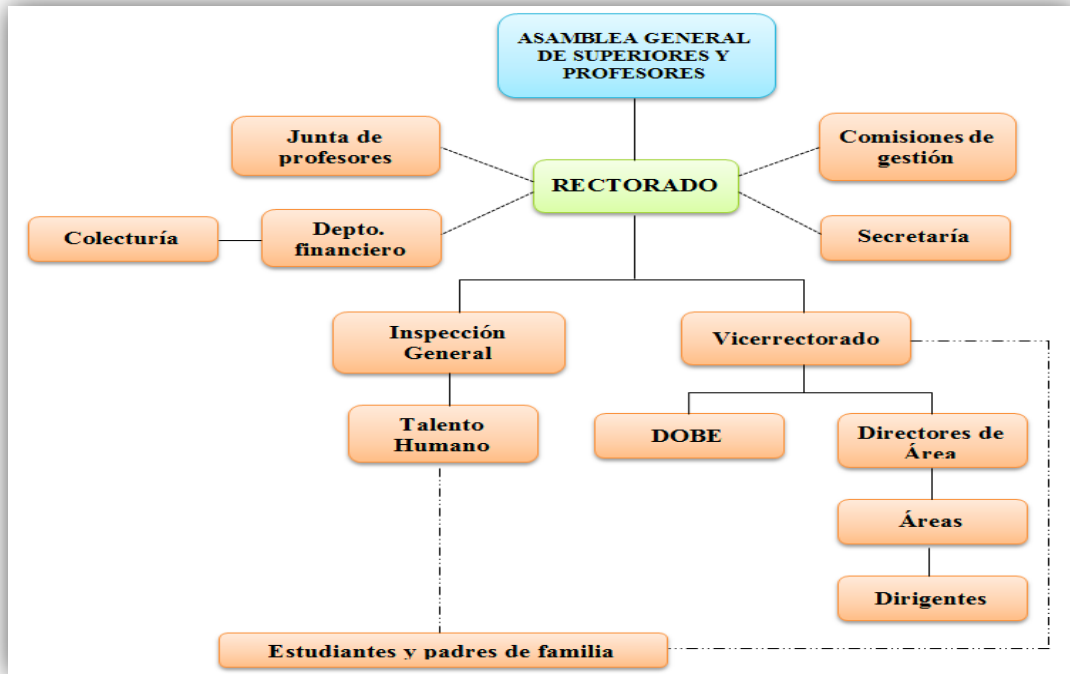 ASAMBLEA GENERAL
DE SUPERIORES Y
PROFESORES
Junta de
profesores
Comisiones de
gestión
RECTORADO
Colecturía
Depto.
financiero
Secretaría
Inspección
General
Vicerrectorado
Talento
Humano
DOBE
Directores de
Área
Áreas
Dirigentes
Estudiantes y padres de familia